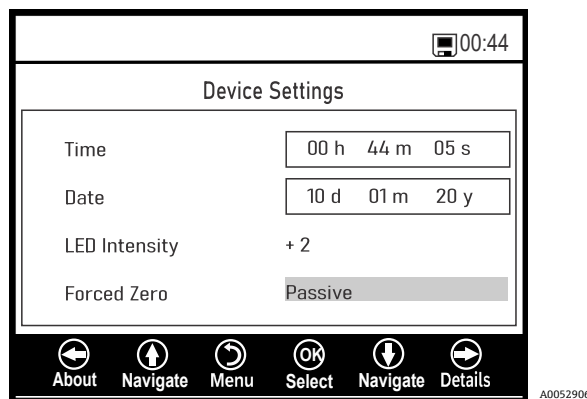 00:44
Device Settings
Time 00 h 44 m 05 s
Date 10 d 01 m 20 y
LED Intensity + 2
Forced Zero Passive
OK
About Navigate Menu Select Navigate Details
A0052906